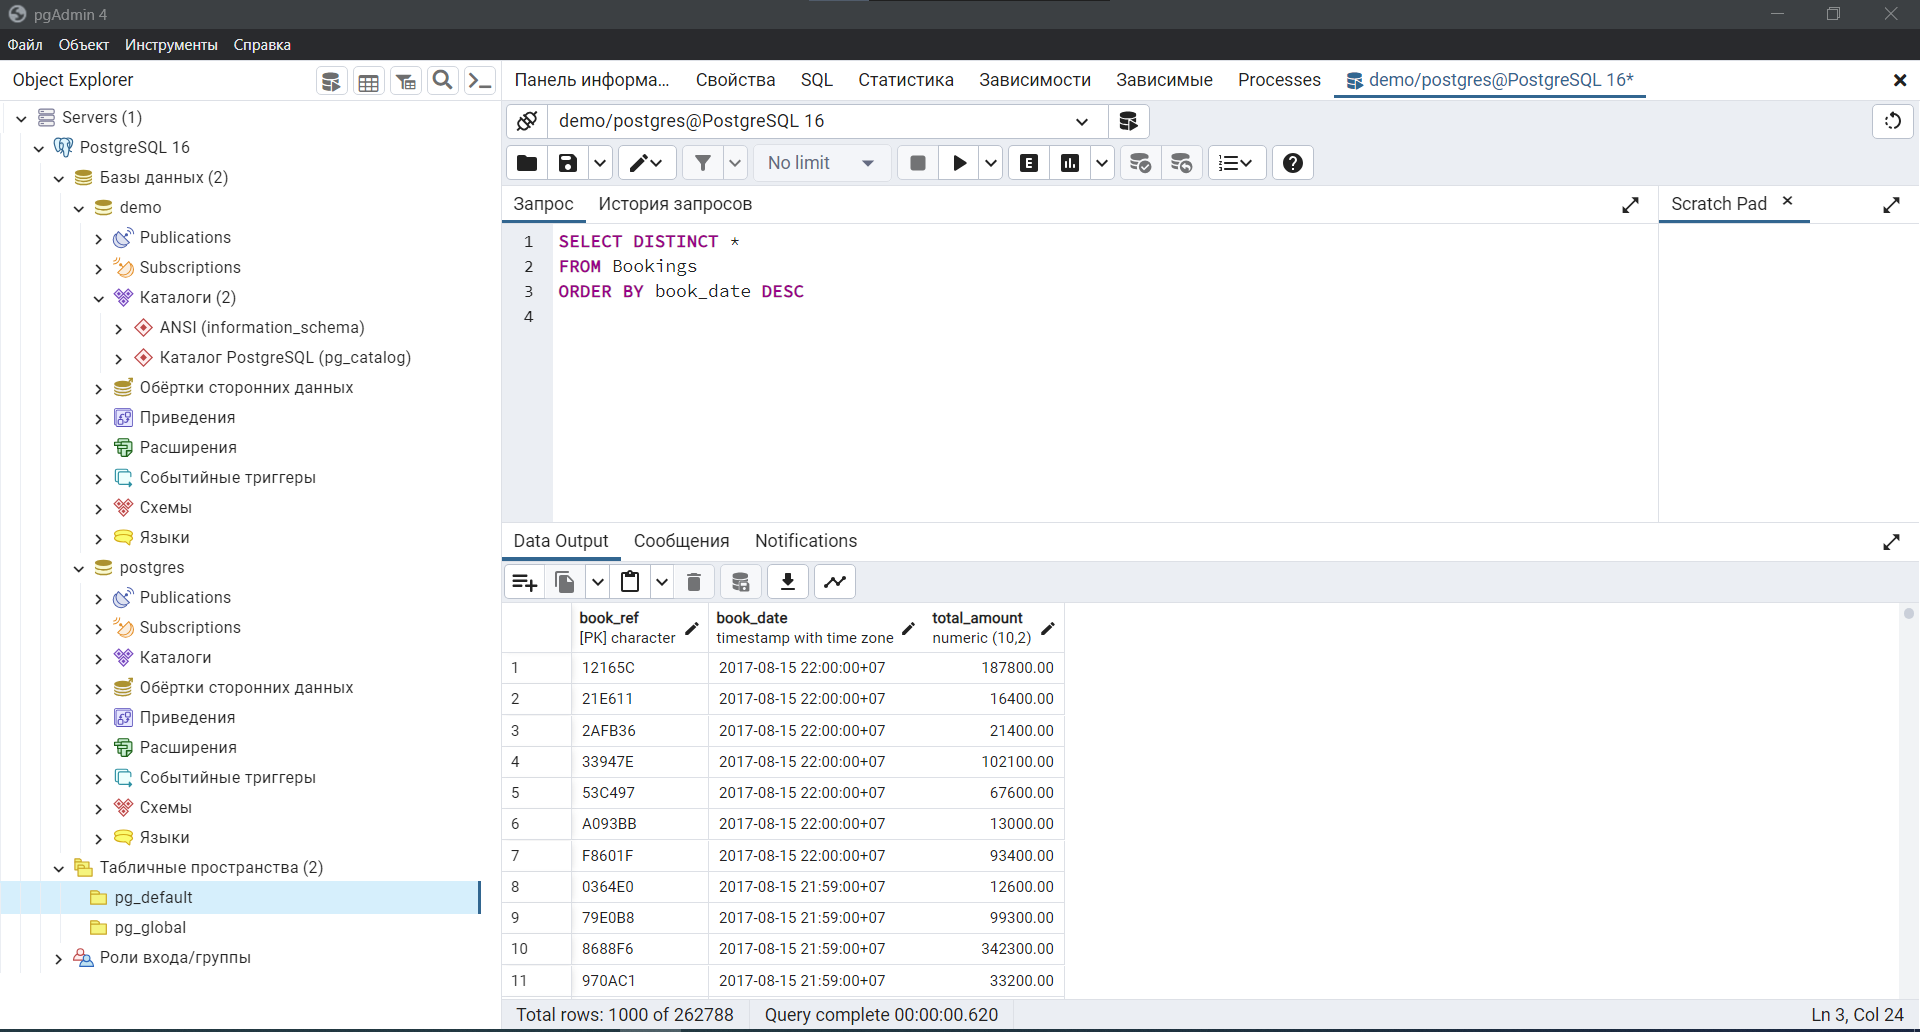 pgAdmin 4
Файл Объект Инструменты Справка
Object Explorer
Панель информа... Свойства SQL Статистика Зависимости Зависимые Processes demo/postgres@PostgreSQL 16*
Servers (1)
PostgreSQL 16
Базы данных (2)
demo
Publications
Subscriptions
Каталоги (2)
ANSI (information_schema)
Каталог PostgreSQL (pg_catalog)
Обёртки сторонних данных
Приведения
Расширения
Событийные триггеры
Схемы
Языки
postgres
Publications
Subscriptions
Каталоги
Обёртки сторонних данных
Приведения
Расширения
Событийные триггеры
Схемы
Языки
Табличные пространства (2)
pg_default
pg_global
Роли входа/группы
demo/postgres@PostgreSQL 16
No limit
E
Запрос История запросов
Scratch Pad
1 SELECT DISTINCT *
2 FROM Bookings
3 ORDER BY book_date DESC
4
Data Output Сообщения Notifications
book_ref book_date total_amount
[PK] character timestamp with time zone numeric (10,2)
1 12165C 2017-08-15 22:00:00+07 187800.00
2 21E611 2017-08-15 22:00:00+07 16400.00
3 2AFB36 2017-08-15 22:00:00+07 21400.00
4 33947E 2017-08-15 22:00:00+07 102100.00
5 53C497 2017-08-15 22:00:00+07 67600.00
6 A093BB 2017-08-15 22:00:00+07 13000.00
7 F8601F 2017-08-15 22:00:00+07 93400.00
8 0364E0 2017-08-15 21:59:00+07 12600.00
9 79E0B8 2017-08-15 21:59:00+07 99300.00
10 8688F6 2017-08-15 21:59:00+07 342300.00
11 970AC1 2017-08-15 21:59:00+07 33200.00
Total rows: 1000 of 262788 Query complete 00:00:00.620 Ln 3, Col 24